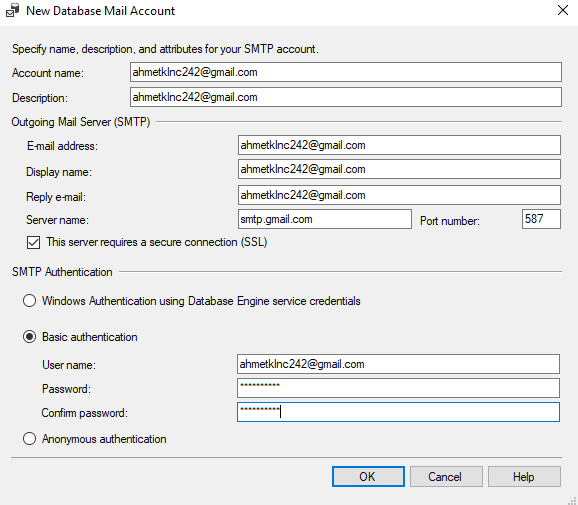 New Database Mail Account
Specify name, description, and attributes for your SMTP account.
Account name: ahmetklnc242@gmail.com
Description: ahmetklnc242@gmail.com
Outgoing Mail Server (SMTP)
E-mail address: ahmetklnc242@gmail.com
Display name: ahmetklnc242@gmail.com
Reply e-mail: ahmetklnc242@gmail.com
Server name: smtp.gmail.com Port number: 587
This server requires a secure connection (SSL)
SMTP Authentication
Windows Authentication using Database Engine service credentials
Basic authentication
User name: ahmetklnc242@gmail.com
Password: **********
Confirm password: **********
Anonymous authentication
OK Cancel Help